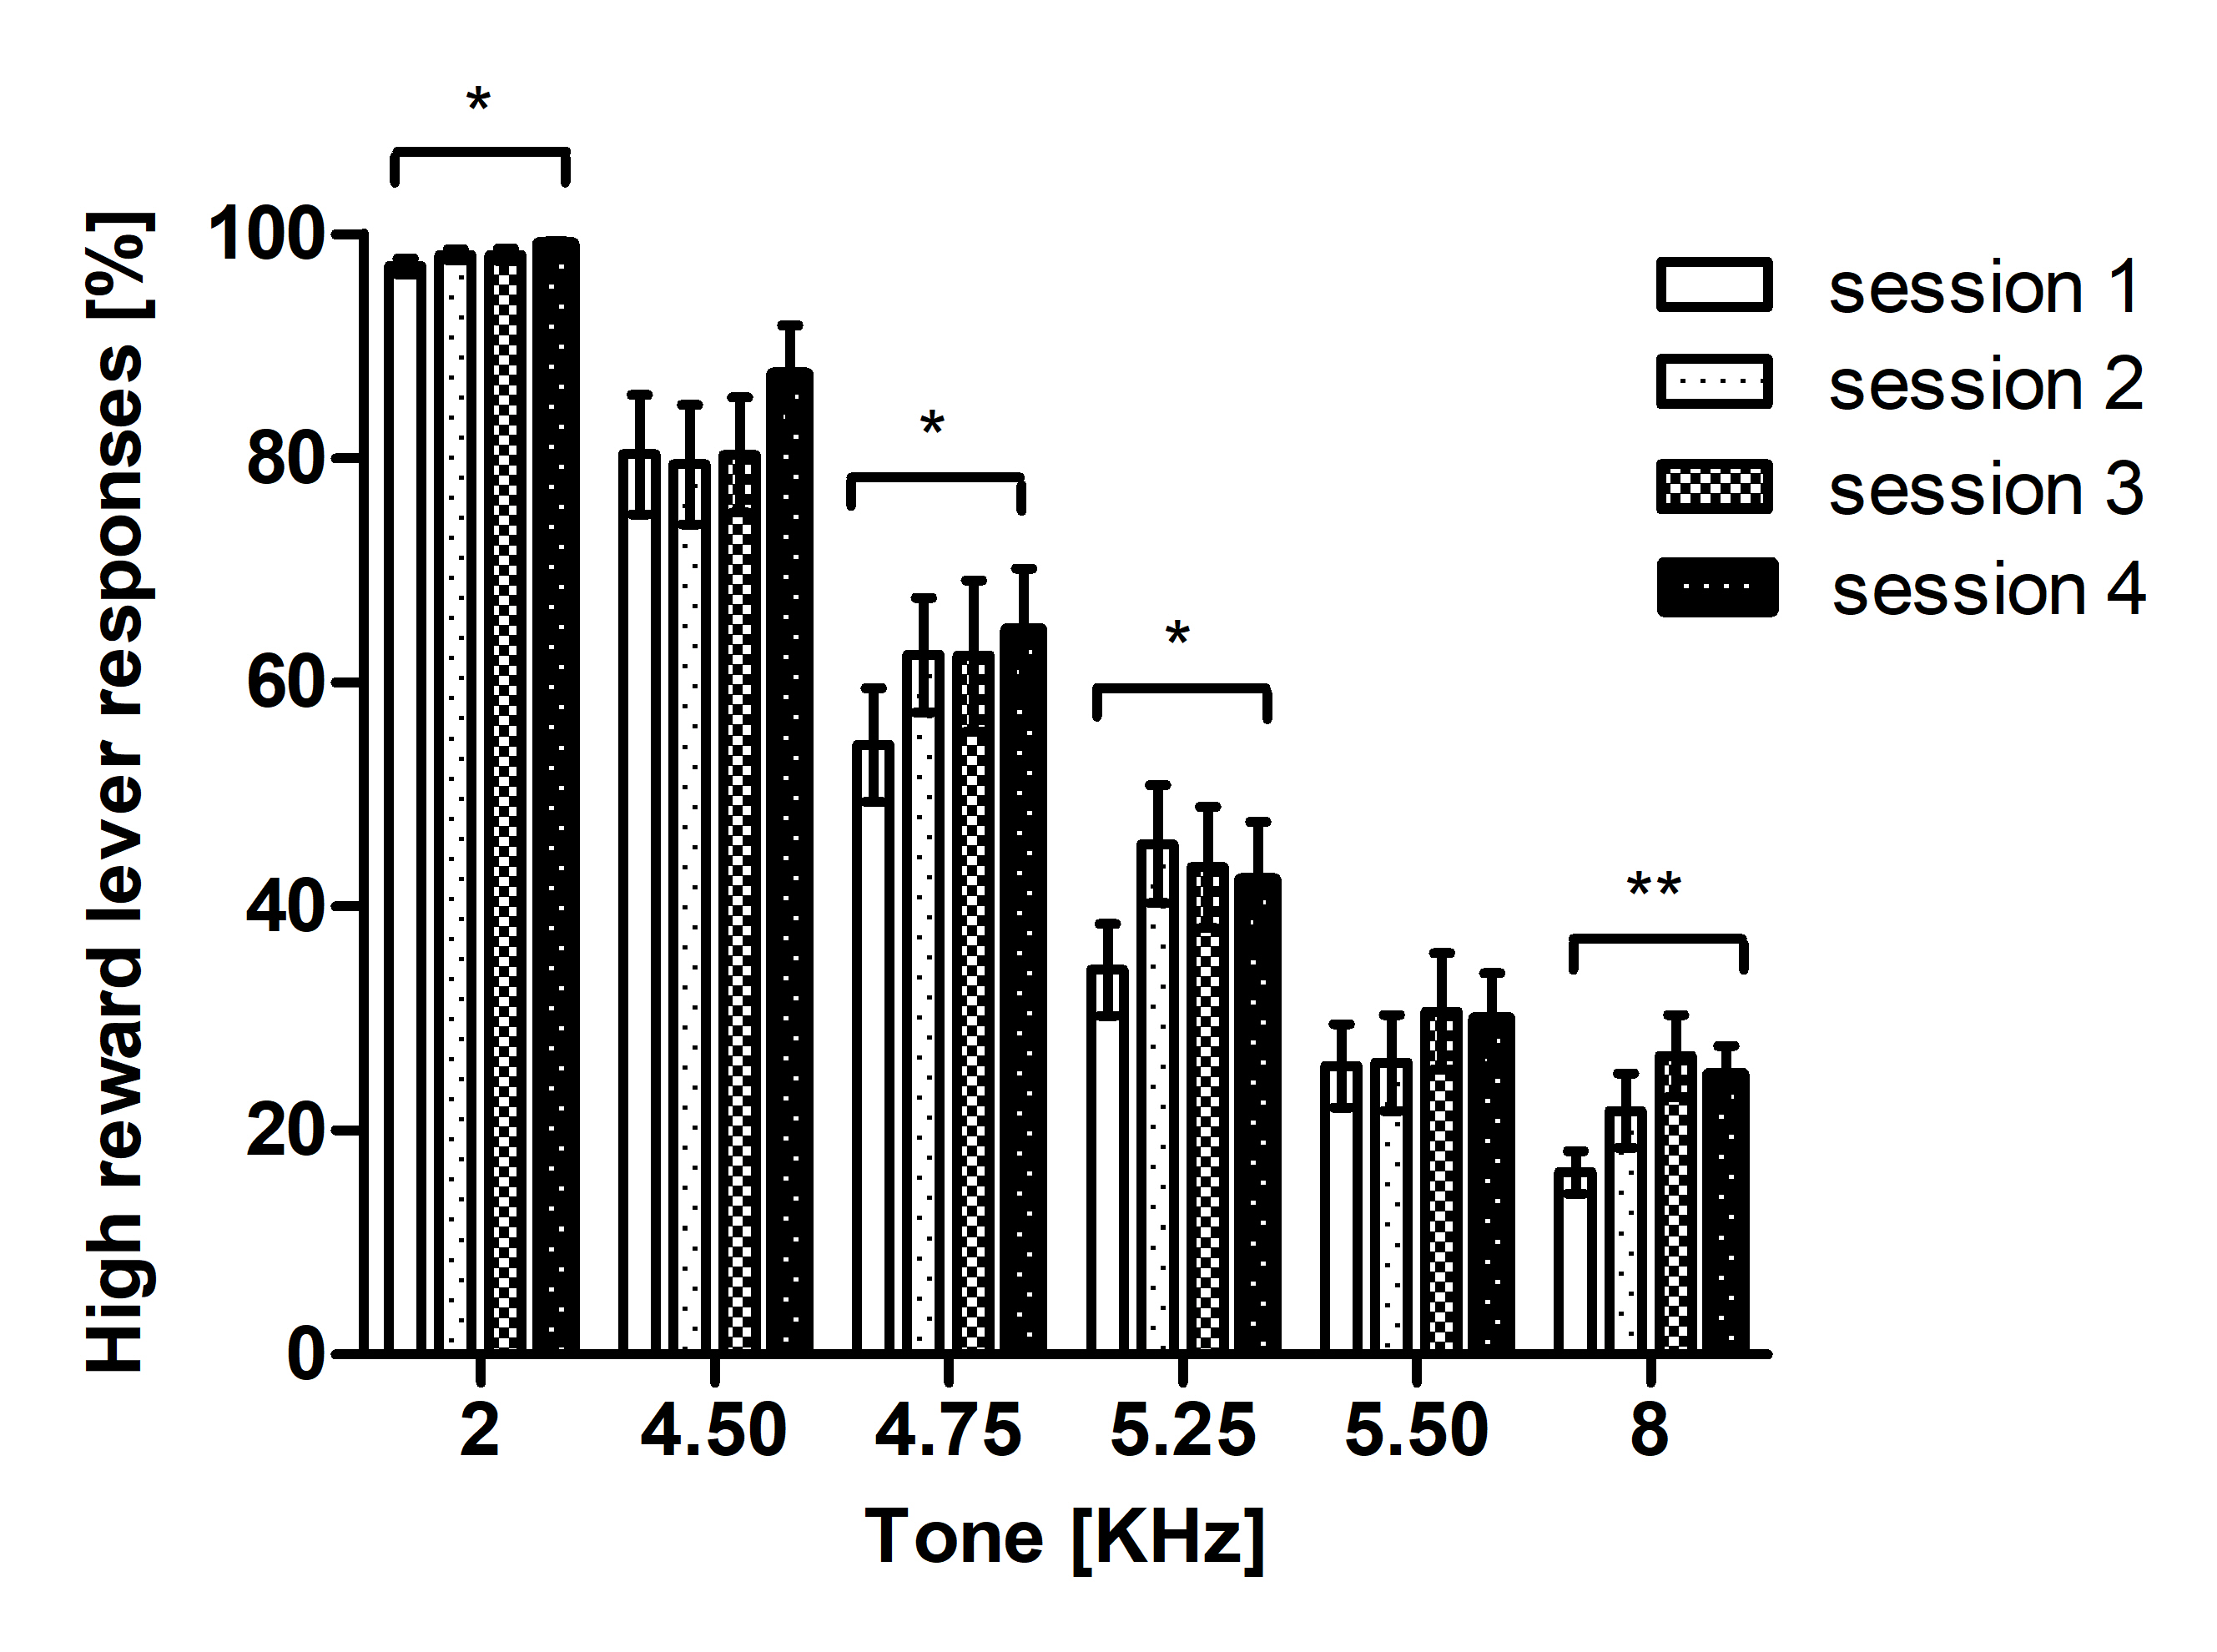 *
100
80
60
40
20
0
High reward lever responses [%]
*
*
**
session 1
session 2
session 3
session 4
2 4.50 4.75 5.25 5.50 8
Tone [KHz]